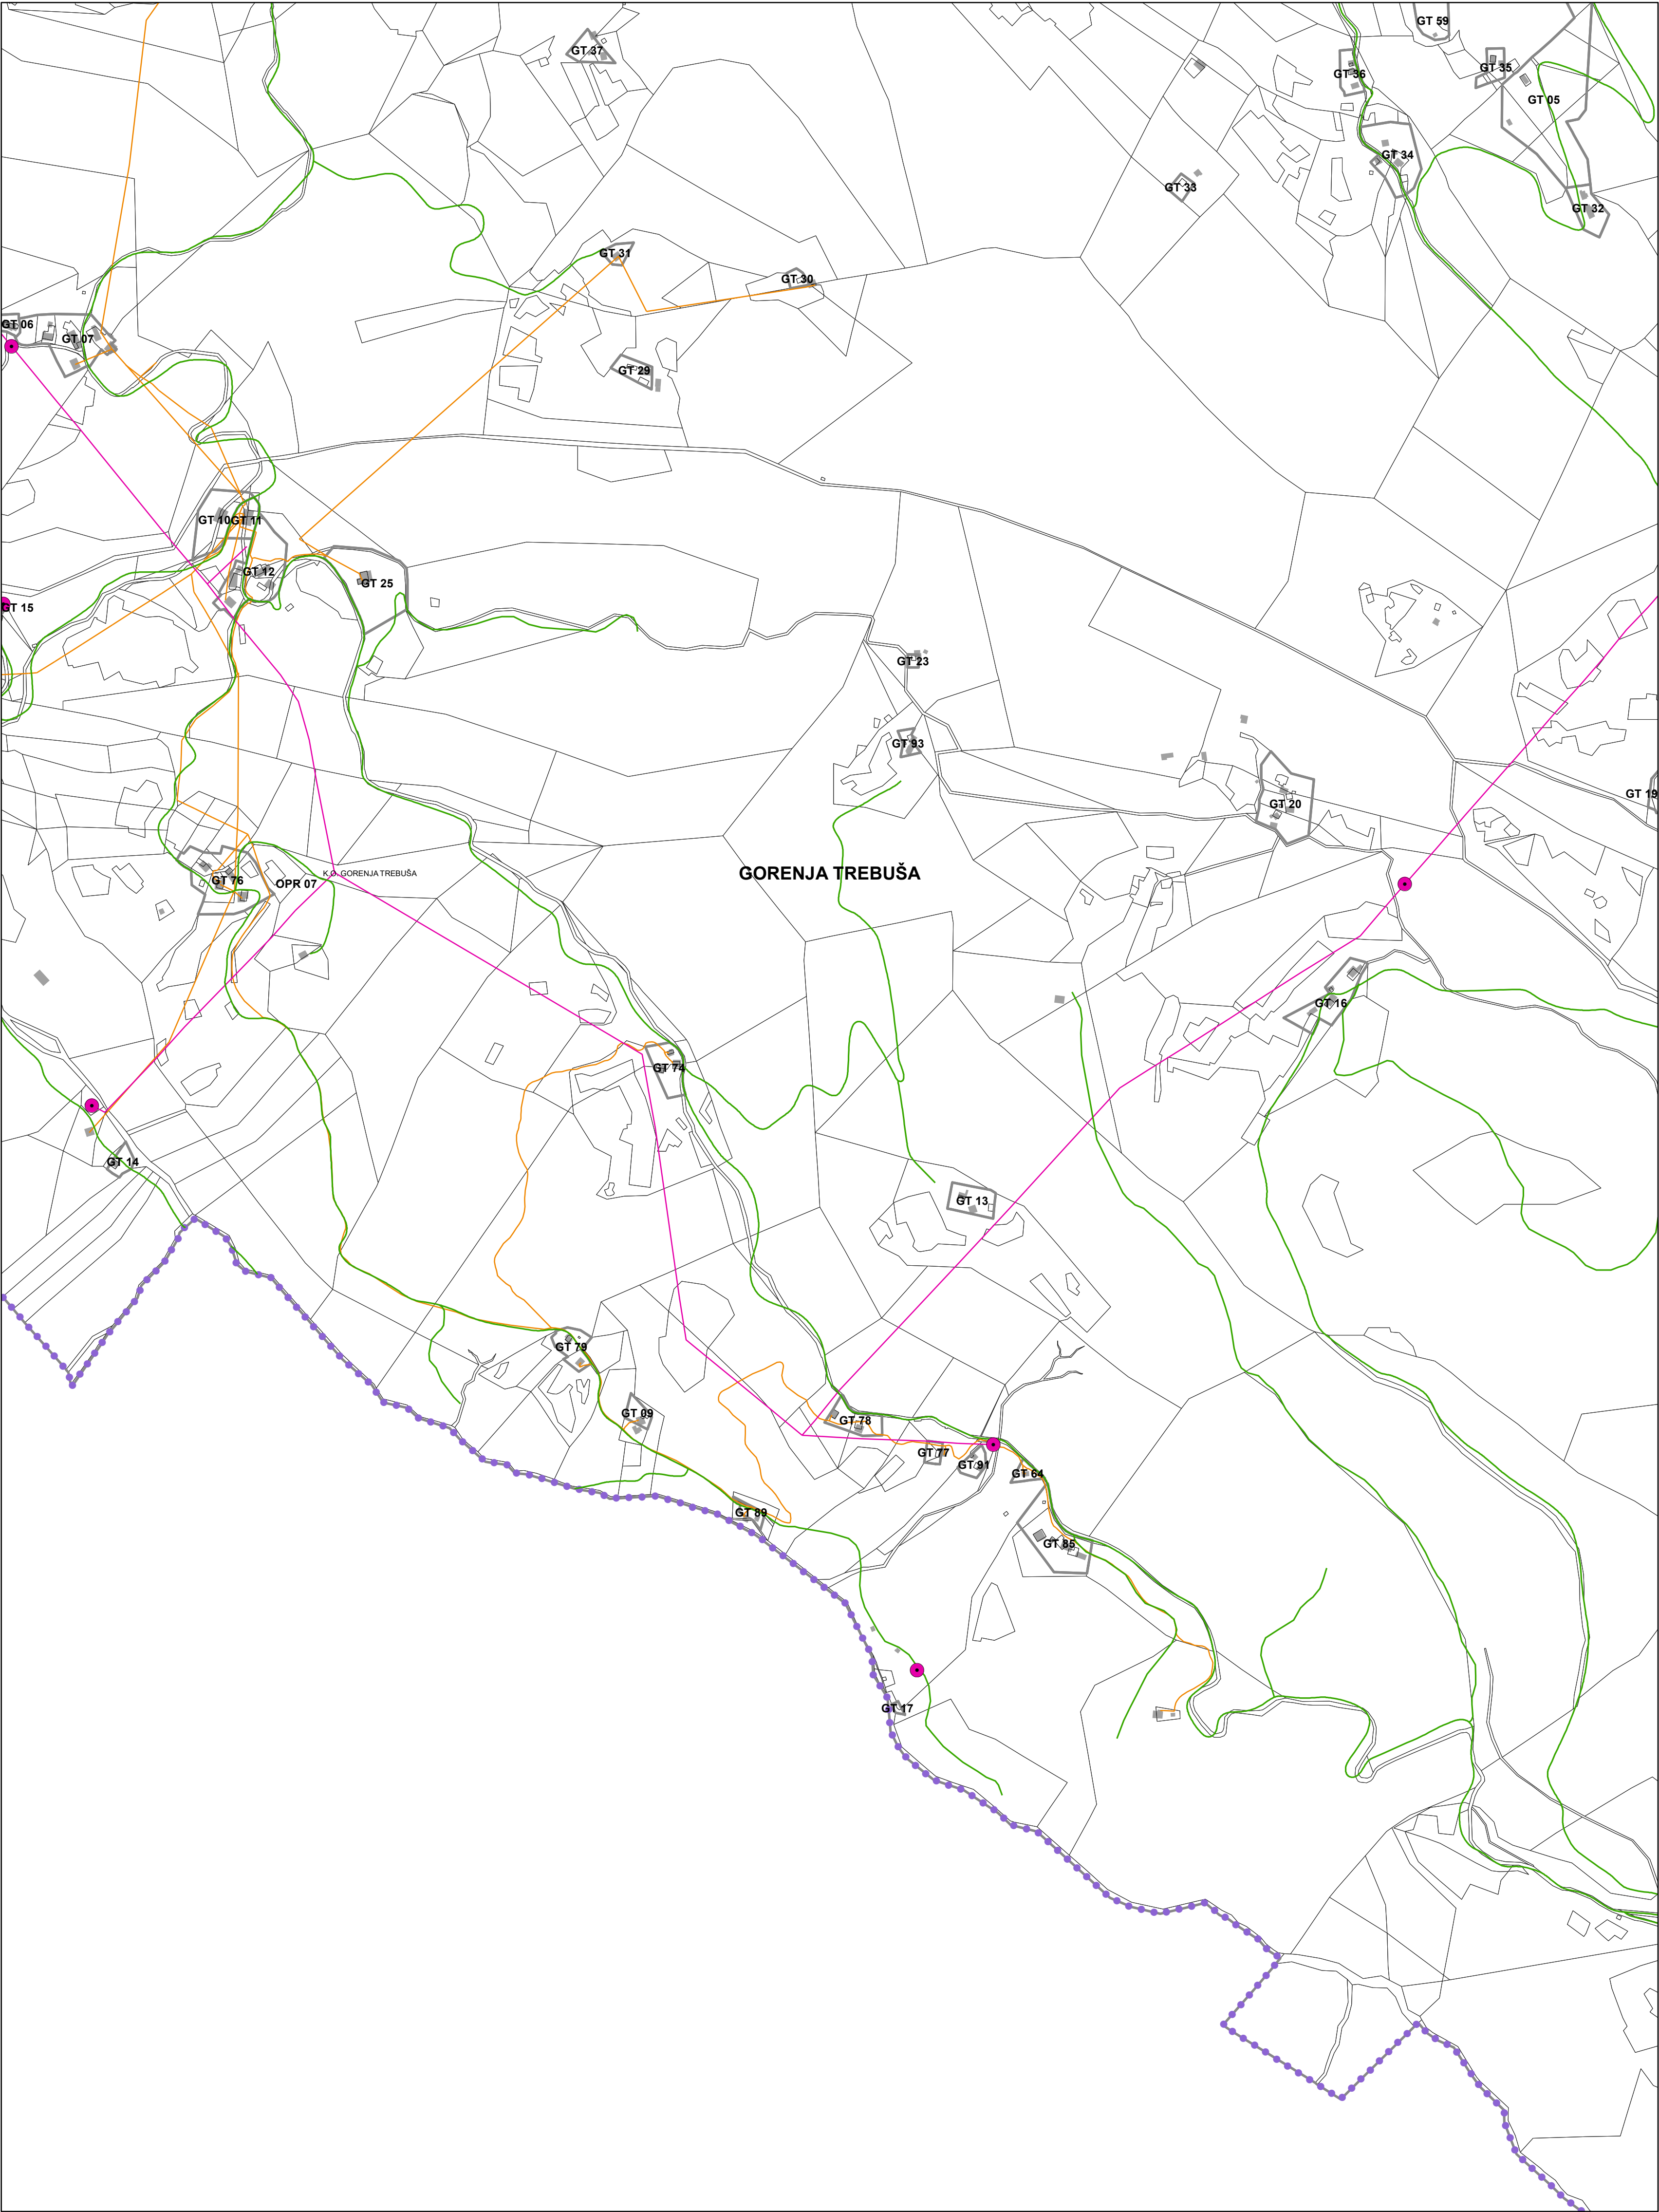 GT 59
GT 37
GT 36
GT 35
GT 05
GT 34
GT 33
GT 32
GT 31
GT 30
GT 06
GT 07
GT 29
GT 10
GT 11
GT 12
GT 25
GT 15
GT 23
GT 93
GT 19
GT 20
GORENJA TREBUŠA
K.O. GORENJA TREBUŠA
GT 76
OPR 07
GT 16
GT 74
GT 14
GT 13
GT 79
GT 09
GT 78
GT 77
GT 91
GT 64
GT 89
GT 85
GT 17